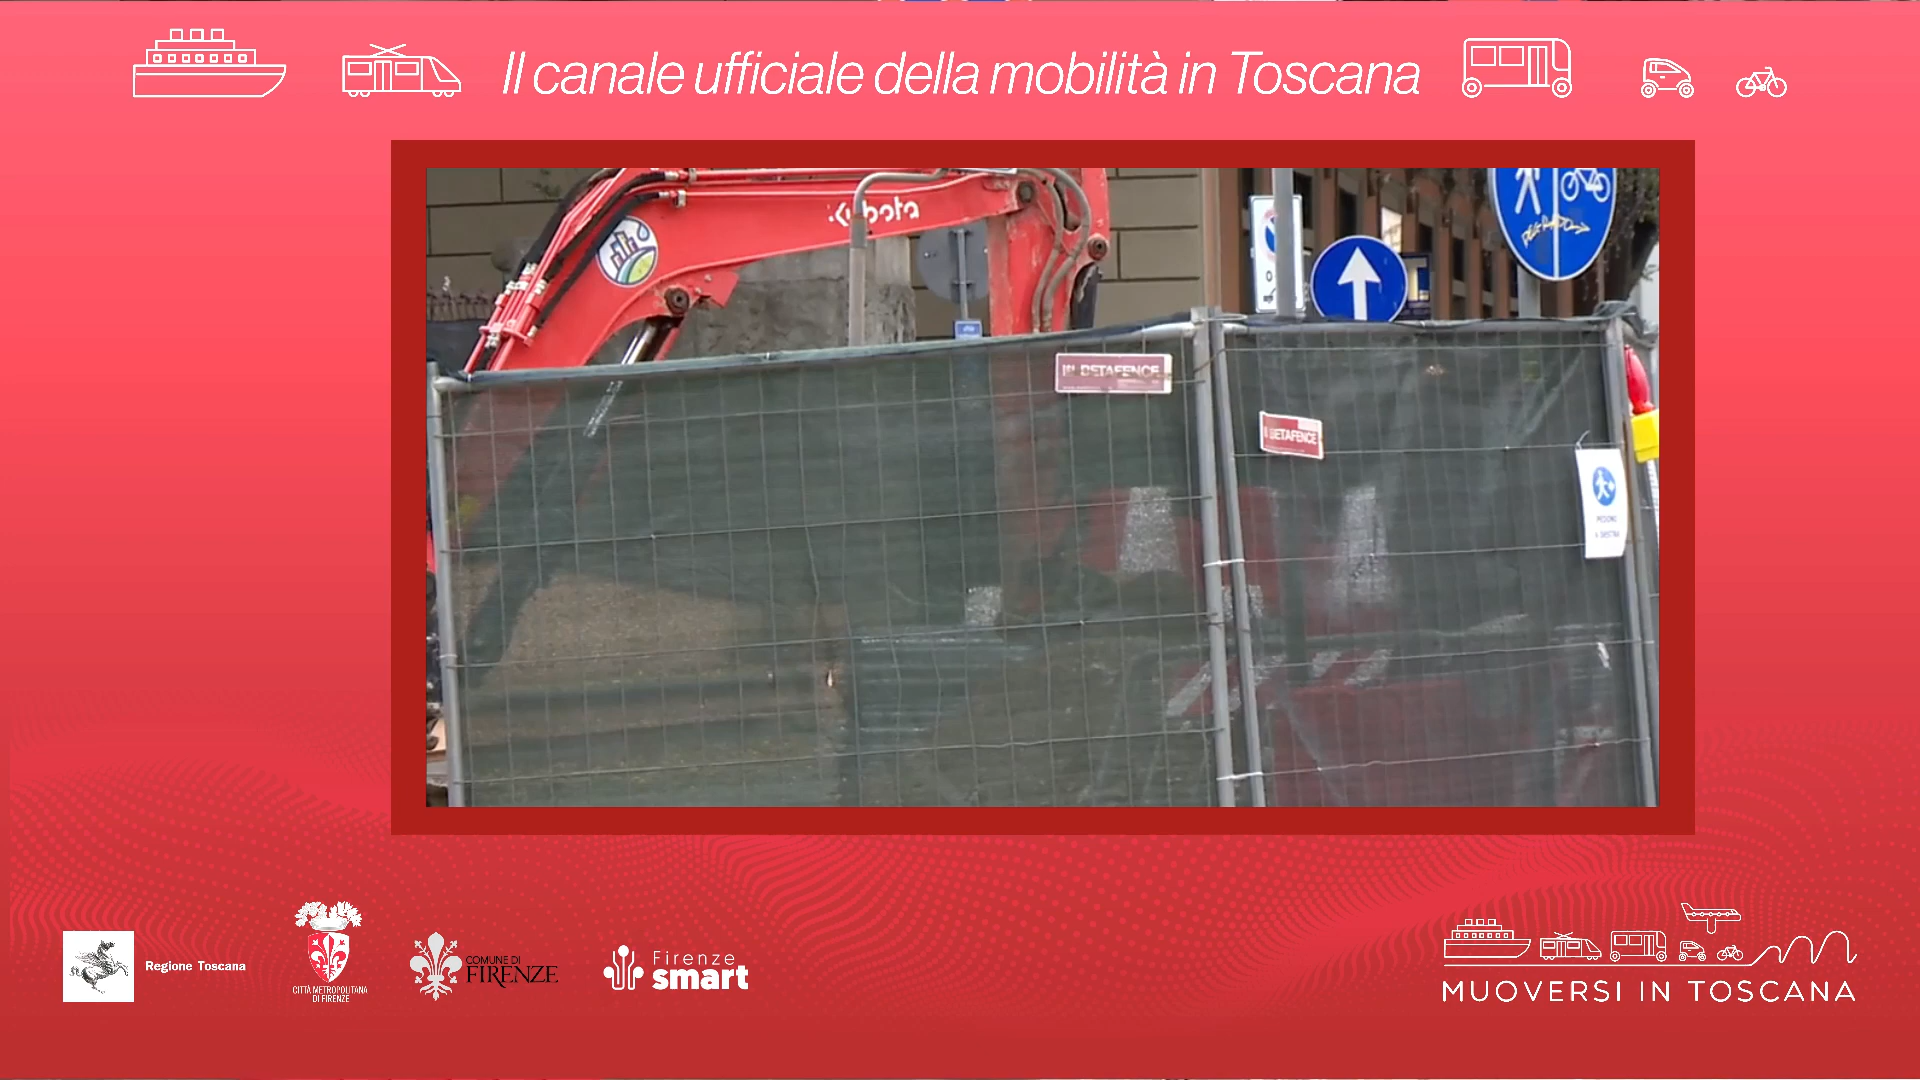 Il canale ufficiale della mobilità in Toscana
Kubota
BETAFENCE
BETAFENCE
PEDONI
Regione Toscana
CITTÀ METROPOLITANA
DI FIRENZE
COMUNE DI
FIRENZE
Firenze
smart
MUOVERSI IN TOSCANA